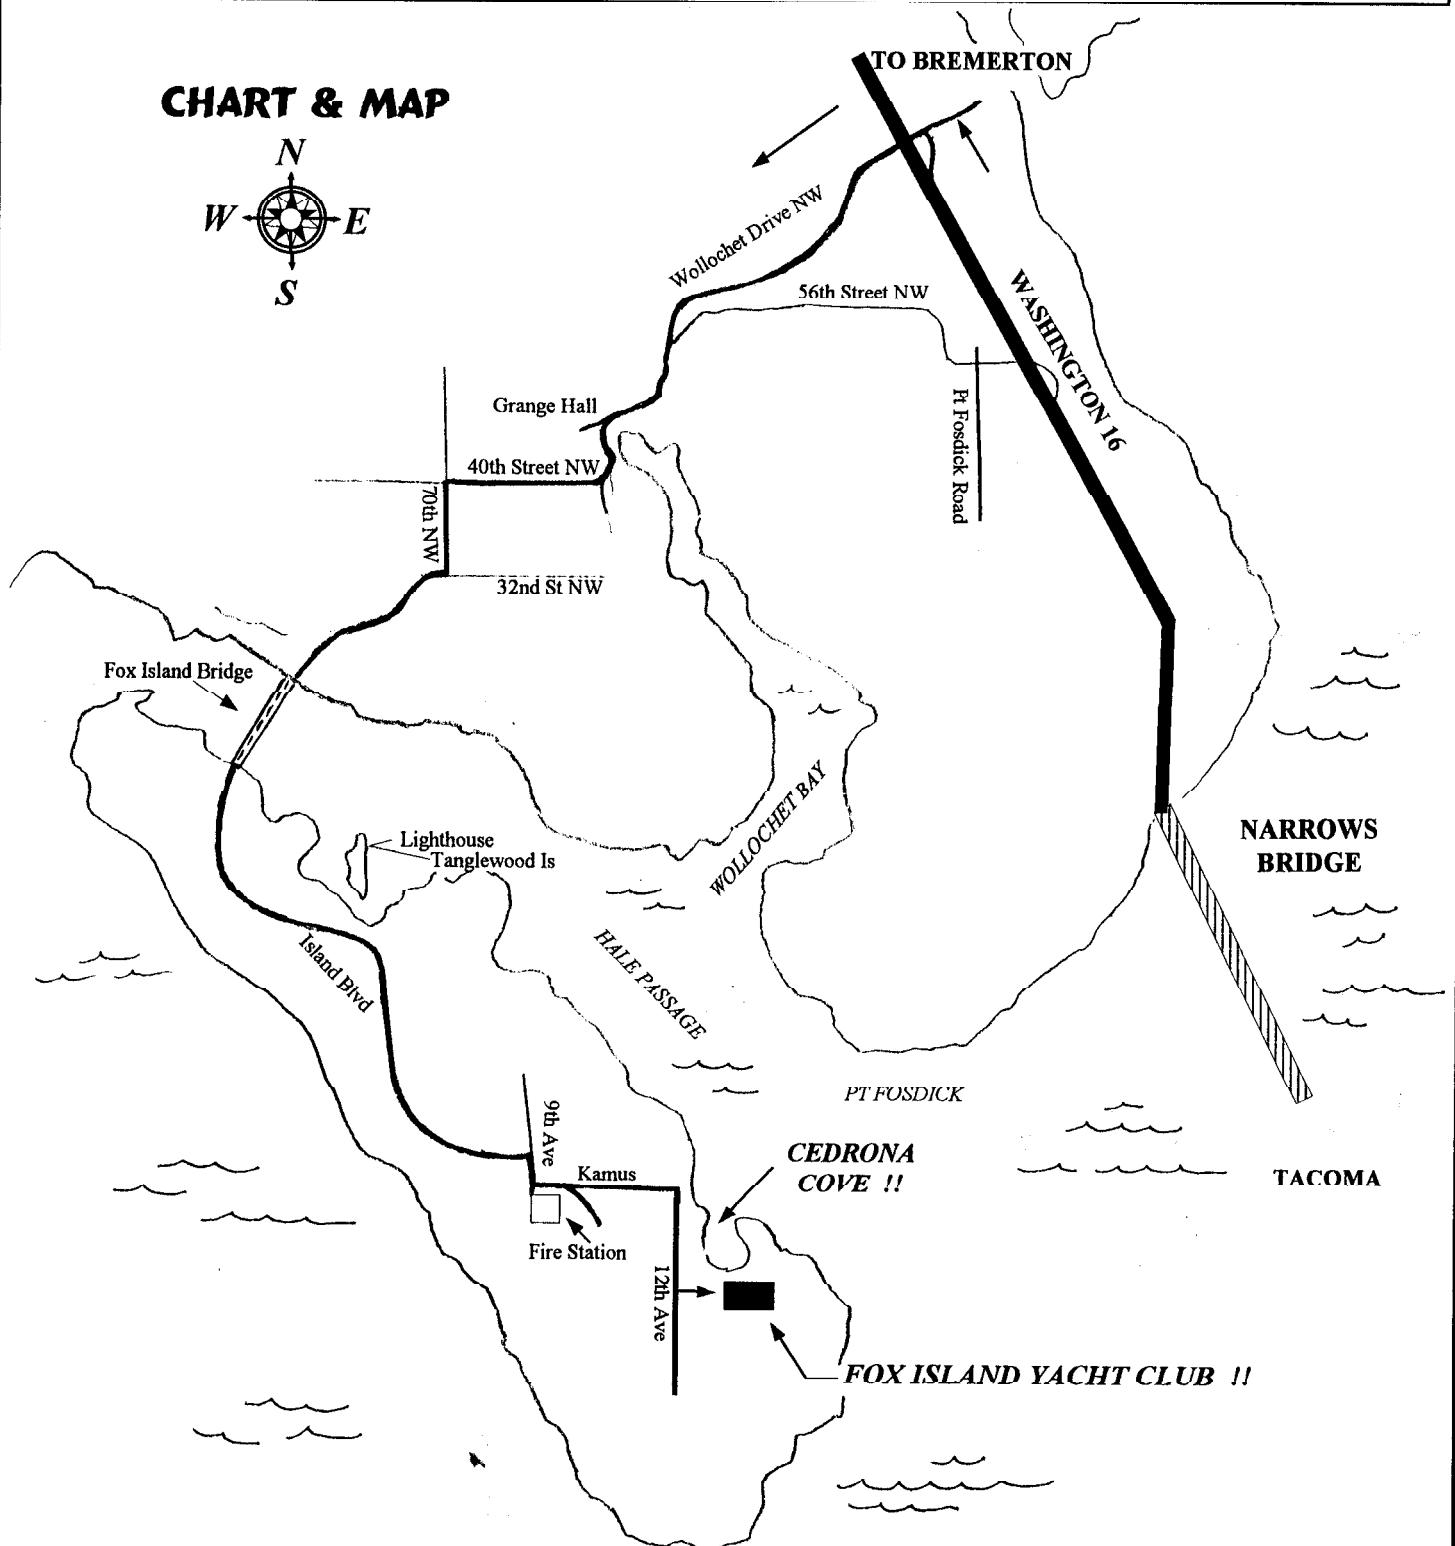 TO BREMERTON
CHART & MAP
N
W
E
S
Wollochet Drive NW
56th Street NW
WASHINGTON 16
Pt Fosdick Road
Grange Hall
40th Street NW
70th NW
32nd St NW
Fox Island Bridge
Lighthouse
Tanglewood Is
WOLLOCHET BAY
NARROWS
BRIDGE
Island Blvd
HALE PASSAGE
PT FOSDICK
9th Ave
CEDRONA
COVE !!
Kamus
TACOMA
Fire Station
12th Ave
FOX ISLAND YACHT CLUB !!